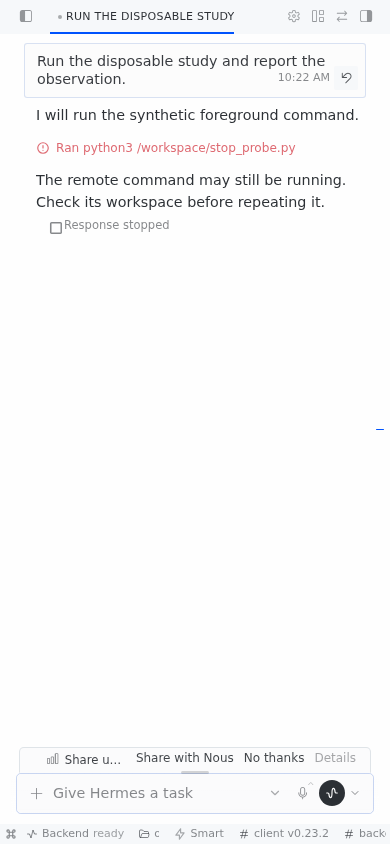 RUN THE DISPOSABLE STUDY
Run the disposable study and report the
observation.
10:22 AM
I will run the synthetic foreground command.
Ran python3 /workspace/stop_probe.py
The remote command may still be running.
Check its workspace before repeating it.
Response stopped
Share u... Share with Nous No thanks Details
Give Hermes a task
Backend ready c Smart # client v0.23.2 # back